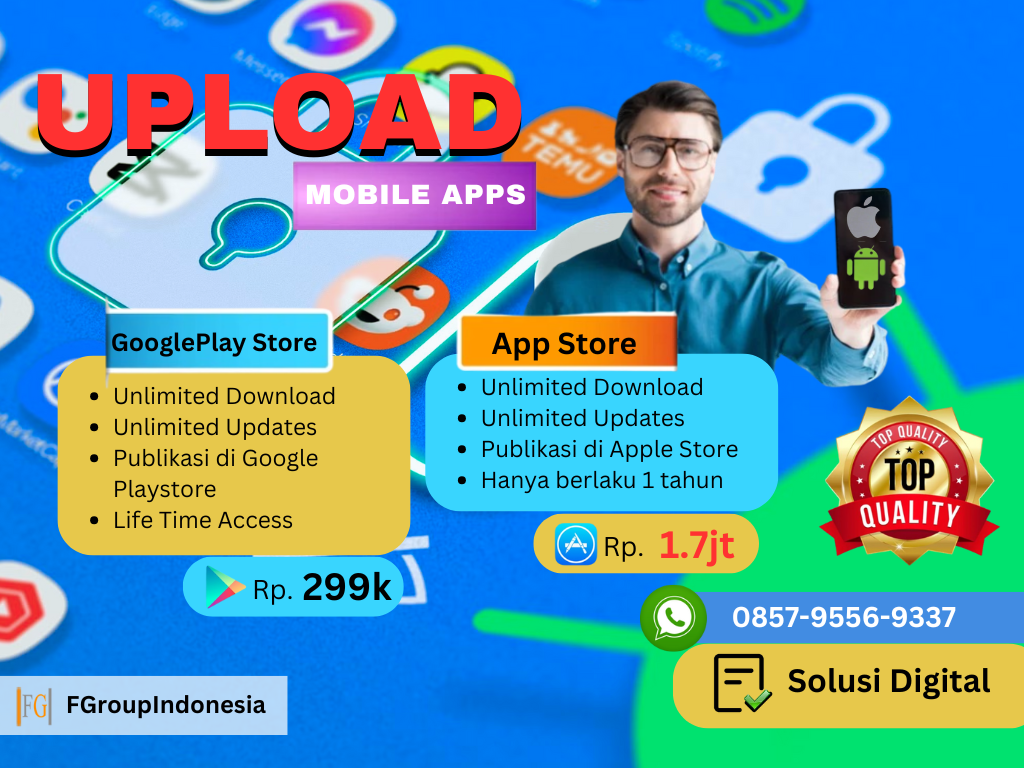 UPLOAD
MOBILE APPS
TEMU
GooglePlay Store
Unlimited Download
Unlimited Updates
Publikasi di Google
Playstore
Life Time Access
Rp. 299k
App Store
Unlimited Download
Unlimited Updates
Publikasi di Apple Store
Hanya berlaku 1 tahun
Rp. 1.7jt
TOP QUALITY
TOP
QUALITY
0857-9556-9337
Solusi Digital
FG FGroupIndonesia